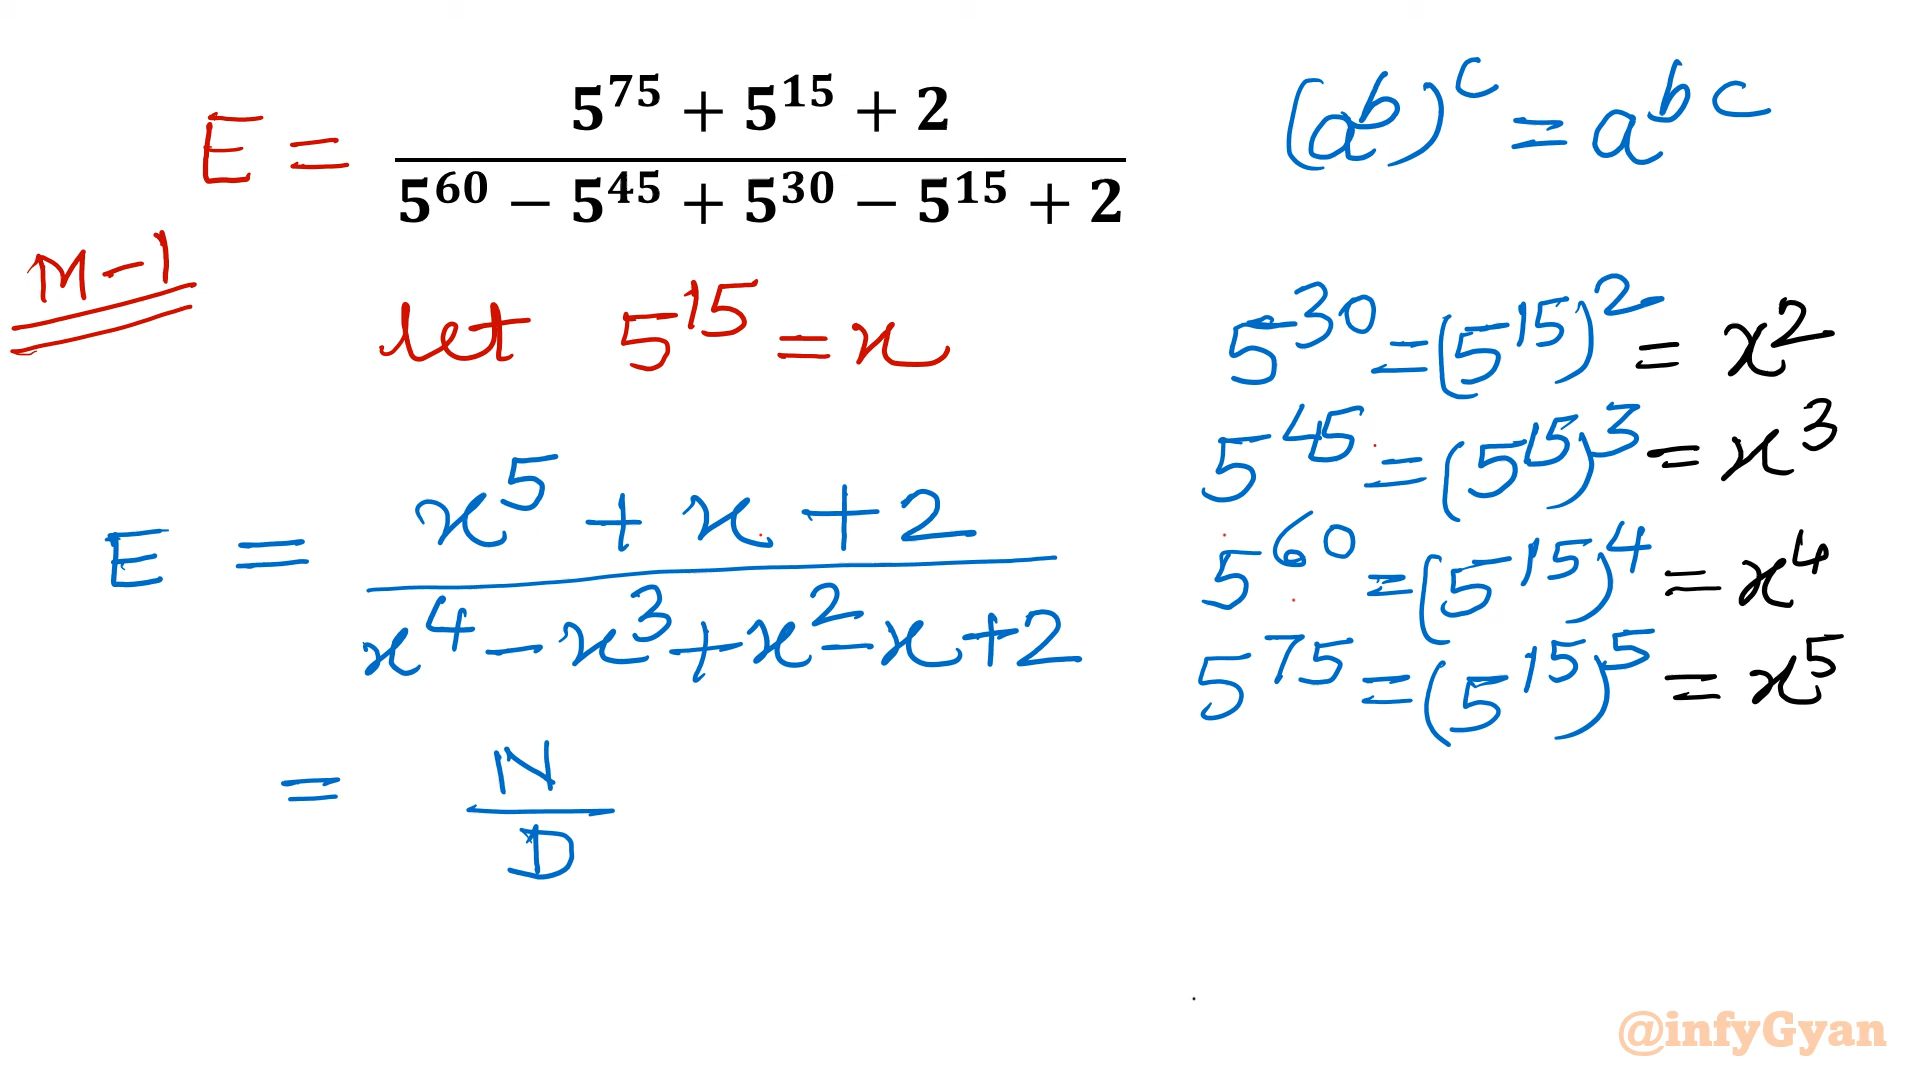 E = (5^75 + 5^15 + 2) / (5^60 − 5^45 + 5^30 − 5^15 + 2)
(a^b)^c = a^bc
M-1
let 5^15 = x
5^30 = (5^15)^2 = x^2
5^45 = (5^15)^3 = x^3
5^60 = (5^15)^4 = x^4
5^75 = (5^15)^5 = x^5
E = (x^5 + x + 2) / (x^4 - x^3 + x^2 - x + 2)
= N / D
@infyGyan